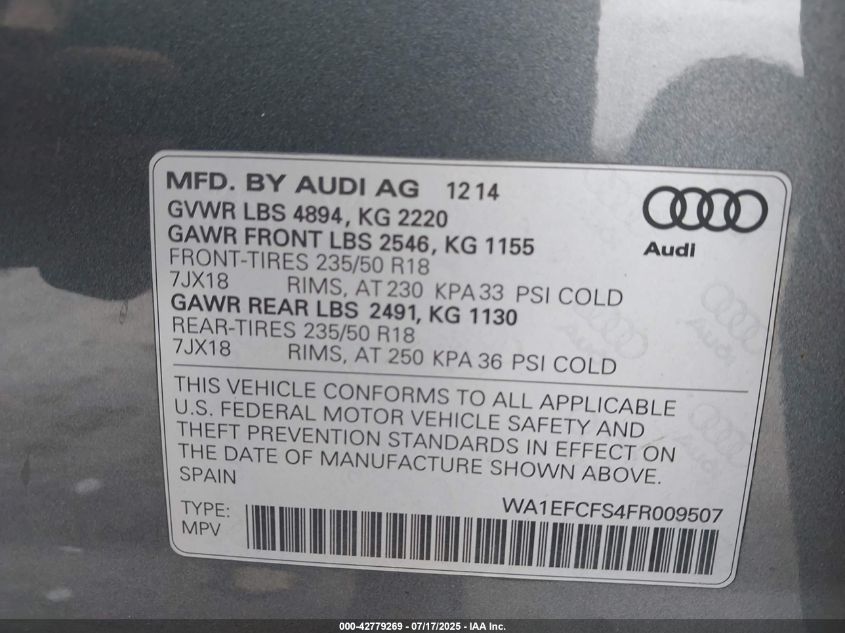 MFD. BY AUDI AG 12 14
GVWR LBS 4894, KG 2220
GAWR FRONT LBS 2546, KG 1155
FRONT-TIRES 235/50 R18
7JX18 RIMS, AT 230 KPA 33 PSI COLD
GAWR REAR LBS 2491, KG 1130
REAR-TIRES 235/50 R18
7JX18 RIMS, AT 250 KPA 36 PSI COLD
Audi
THIS VEHICLE CONFORMS TO ALL APPLICABLE
U.S. FEDERAL MOTOR VEHICLE SAFETY AND
THEFT PREVENTION STANDARDS IN EFFECT ON
THE DATE OF MANUFACTURE SHOWN ABOVE.
SPAIN
WA1EFCFS4FR009507
TYPE:
MPV
000-42779269 - 07/17/2025 - IAA Inc.